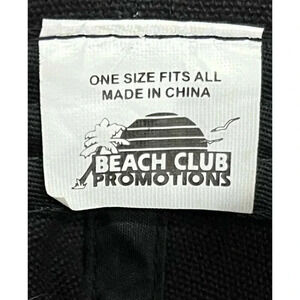 ONE SIZE FITS ALL
MADE IN CHINA
BEACH CLUB
PROMOTIONS